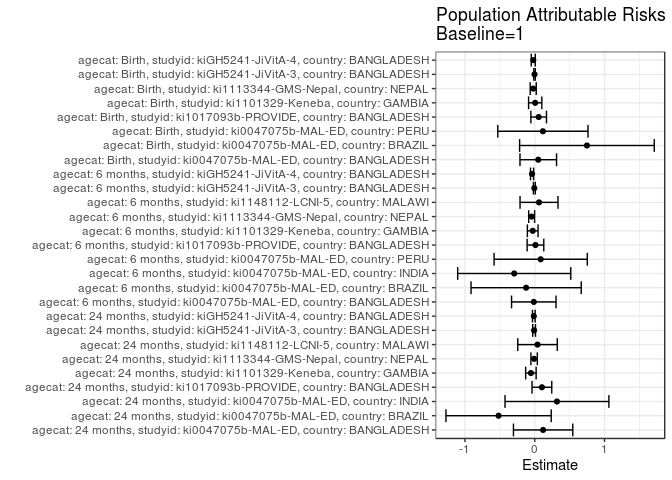 Population Attributable Risks
Baseline=1
agecat: Birth, studyid: kiGH5241-JiVitA-4, country: BANGLADESH
agecat: Birth, studyid: kiGH5241-JiVitA-3, country: BANGLADESH
agecat: Birth, studyid: ki1113344-GMS-Nepal, country: NEPAL
agecat: Birth, studyid: ki1101329-Keneba, country: GAMBIA
agecat: Birth, studyid: ki1017093b-PROVIDE, country: BANGLADESH
agecat: Birth, studyid: ki0047075b-MAL-ED, country: PERU
agecat: Birth, studyid: ki0047075b-MAL-ED, country: BRAZIL
agecat: Birth, studyid: ki0047075b-MAL-ED, country: BANGLADESH
agecat: 6 months, studyid: kiGH5241-JiVitA-4, country: BANGLADESH
agecat: 6 months, studyid: kiGH5241-JiVitA-3, country: BANGLADESH
agecat: 6 months, studyid: ki1148112-LCNI-5, country: MALAWI
agecat: 6 months, studyid: ki1113344-GMS-Nepal, country: NEPAL
agecat: 6 months, studyid: ki1101329-Keneba, country: GAMBIA
agecat: 6 months, studyid: ki1017093b-PROVIDE, country: BANGLADESH
agecat: 6 months, studyid: ki0047075b-MAL-ED, country: PERU
agecat: 6 months, studyid: ki0047075b-MAL-ED, country: INDIA
agecat: 6 months, studyid: ki0047075b-MAL-ED, country: BRAZIL
agecat: 6 months, studyid: ki0047075b-MAL-ED, country: BANGLADESH
agecat: 24 months, studyid: kiGH5241-JiVitA-4, country: BANGLADESH
agecat: 24 months, studyid: kiGH5241-JiVitA-3, country: BANGLADESH
agecat: 24 months, studyid: ki1148112-LCNI-5, country: MALAWI
agecat: 24 months, studyid: ki1113344-GMS-Nepal, country: NEPAL
agecat: 24 months, studyid: ki1101329-Keneba, country: GAMBIA
agecat: 24 months, studyid: ki1017093b-PROVIDE, country: BANGLADESH
agecat: 24 months, studyid: ki0047075b-MAL-ED, country: INDIA
agecat: 24 months, studyid: ki0047075b-MAL-ED, country: BRAZIL
agecat: 24 months, studyid: ki0047075b-MAL-ED, country: BANGLADESH
-1 0 1
Estimate